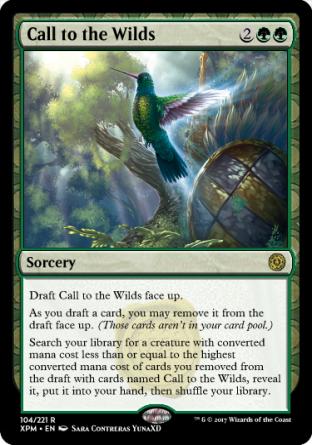 Call to the Wilds 2
Sorcery
Draft Call to the Wilds face up.
As you draft a card, you may remove it from the
draft face up. (Those cards aren't in your card pool.)
Search your library for a creature with converted
mana cost less than or equal to the highest
converted mana cost of cards you removed from
the draft with cards named Call to the Wilds, reveal
it, put it into your hand, then shuffle your library.
104/221 R
XPM • EN Sara Contreras YunaXD
™ & © 2017 Wizards of the Coast